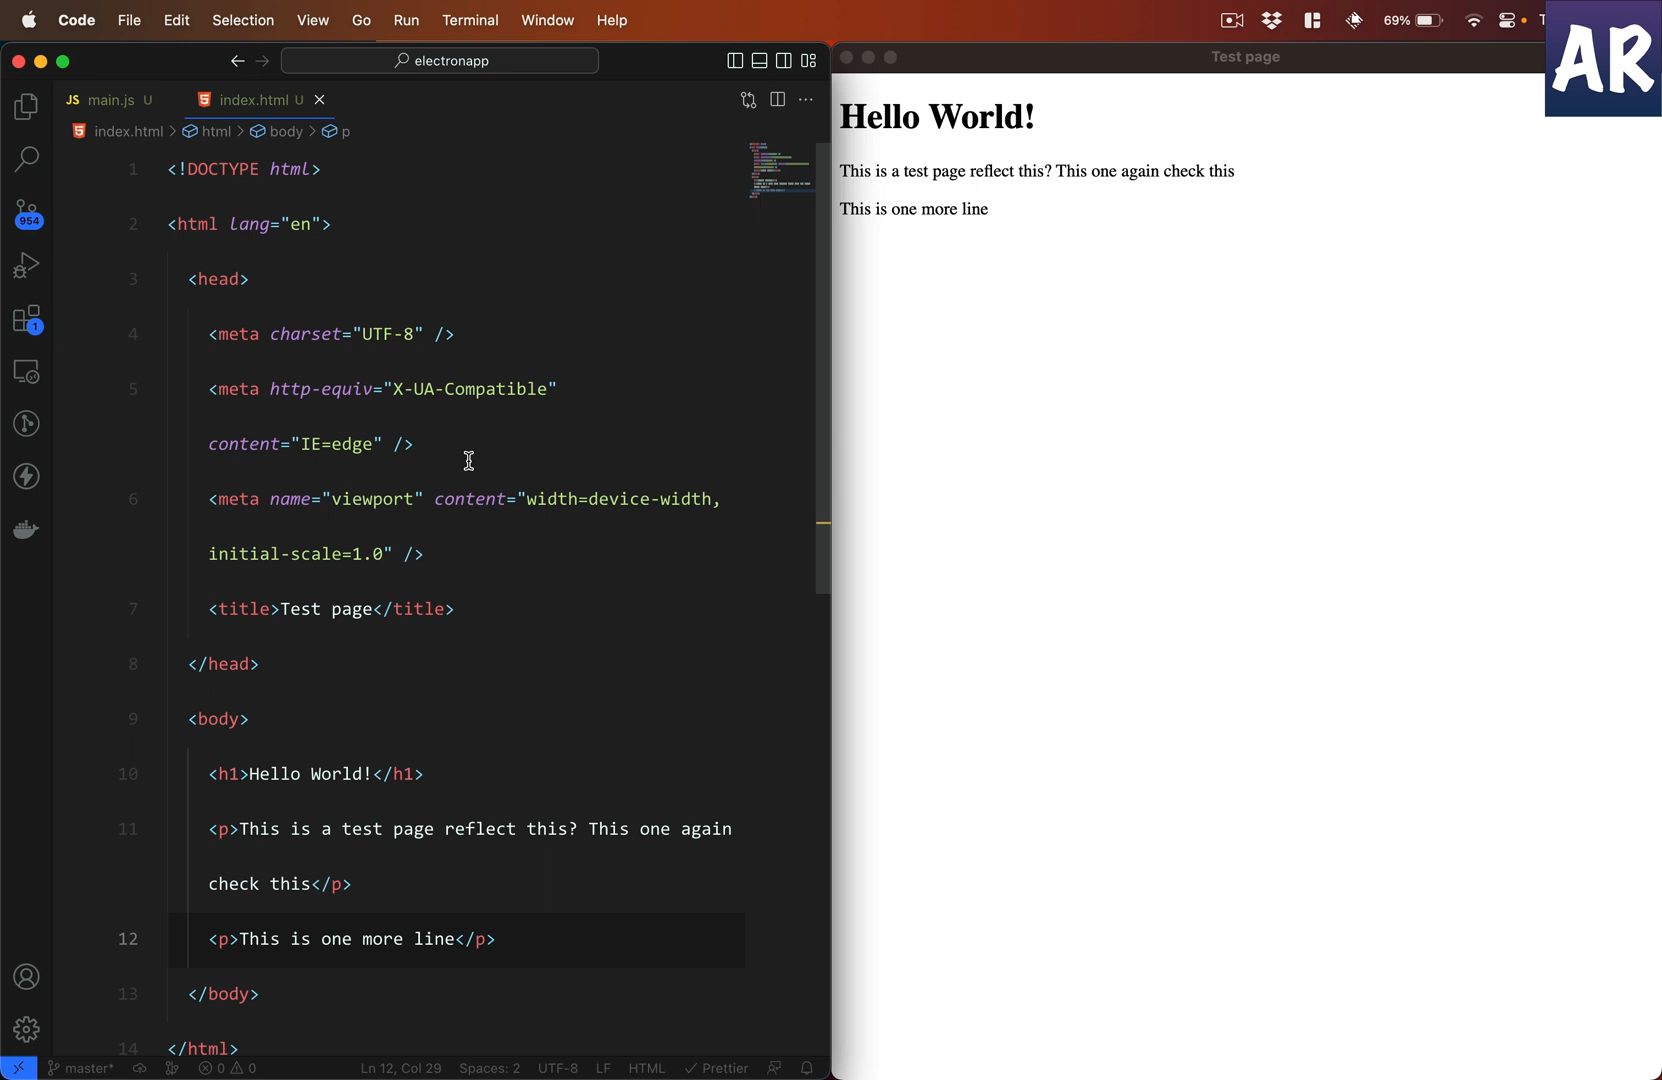 Code File Edit Selection View Go Run Terminal Window Help 69%
AR
electronapp
Test page
JS main.js U index.html U
index.html > html > body > p
954
1
1 <!DOCTYPE html>
2 <html lang="en">
3 <head>
4 <meta charset="UTF-8" />
5 <meta http-equiv="X-UA-Compatible"
content="IE=edge" />
6 <meta name="viewport" content="width=device-width,
initial-scale=1.0" />
7 <title>Test page</title>
8 </head>
9 <body>
10 <h1>Hello World!</h1>
11 <p>This is a test page reflect this? This one again
check this</p>
12 <p>This is one more line</p>
13 </body>
14 </html>
master* 0 0 Ln 12, Col 29 Spaces: 2 UTF-8 LF HTML Prettier
Hello World!
This is a test page reflect this? This one again check this
This is one more line